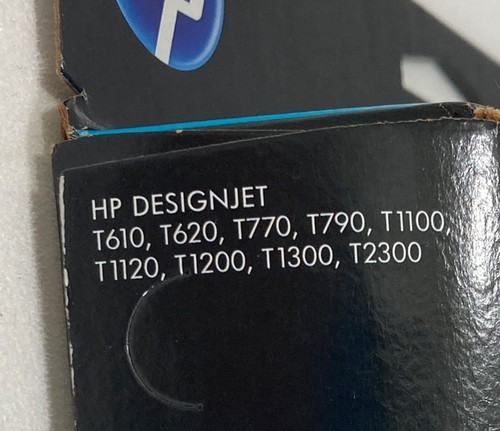 HP DESIGNJET
T610, T620, T770, T790, T1100,
T1120, T1200, T1300, T2300